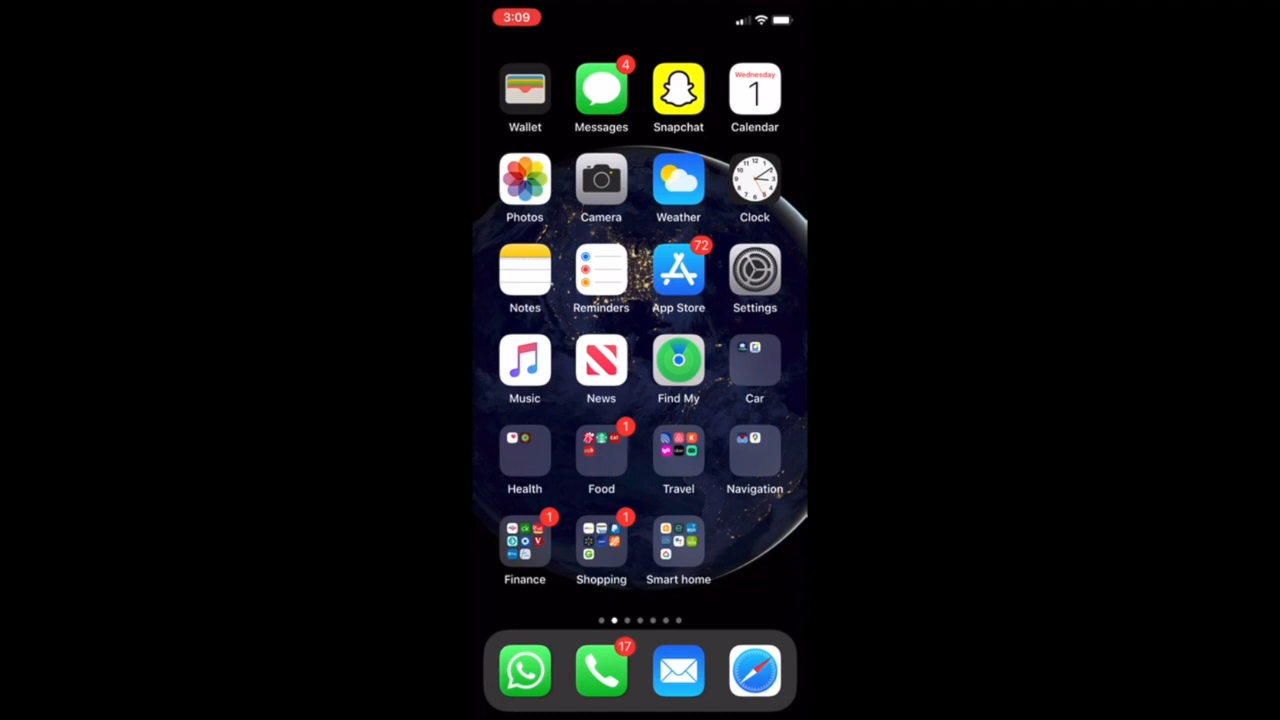 3:09
4
Wednesday
1
Wallet Messages Snapchat Calendar
Photos Camera Weather Clock
72
Notes Reminders App Store Settings
Music News Find My Car
1
Health Food Travel Navigation
1 1
Finance Shopping Smart home
17